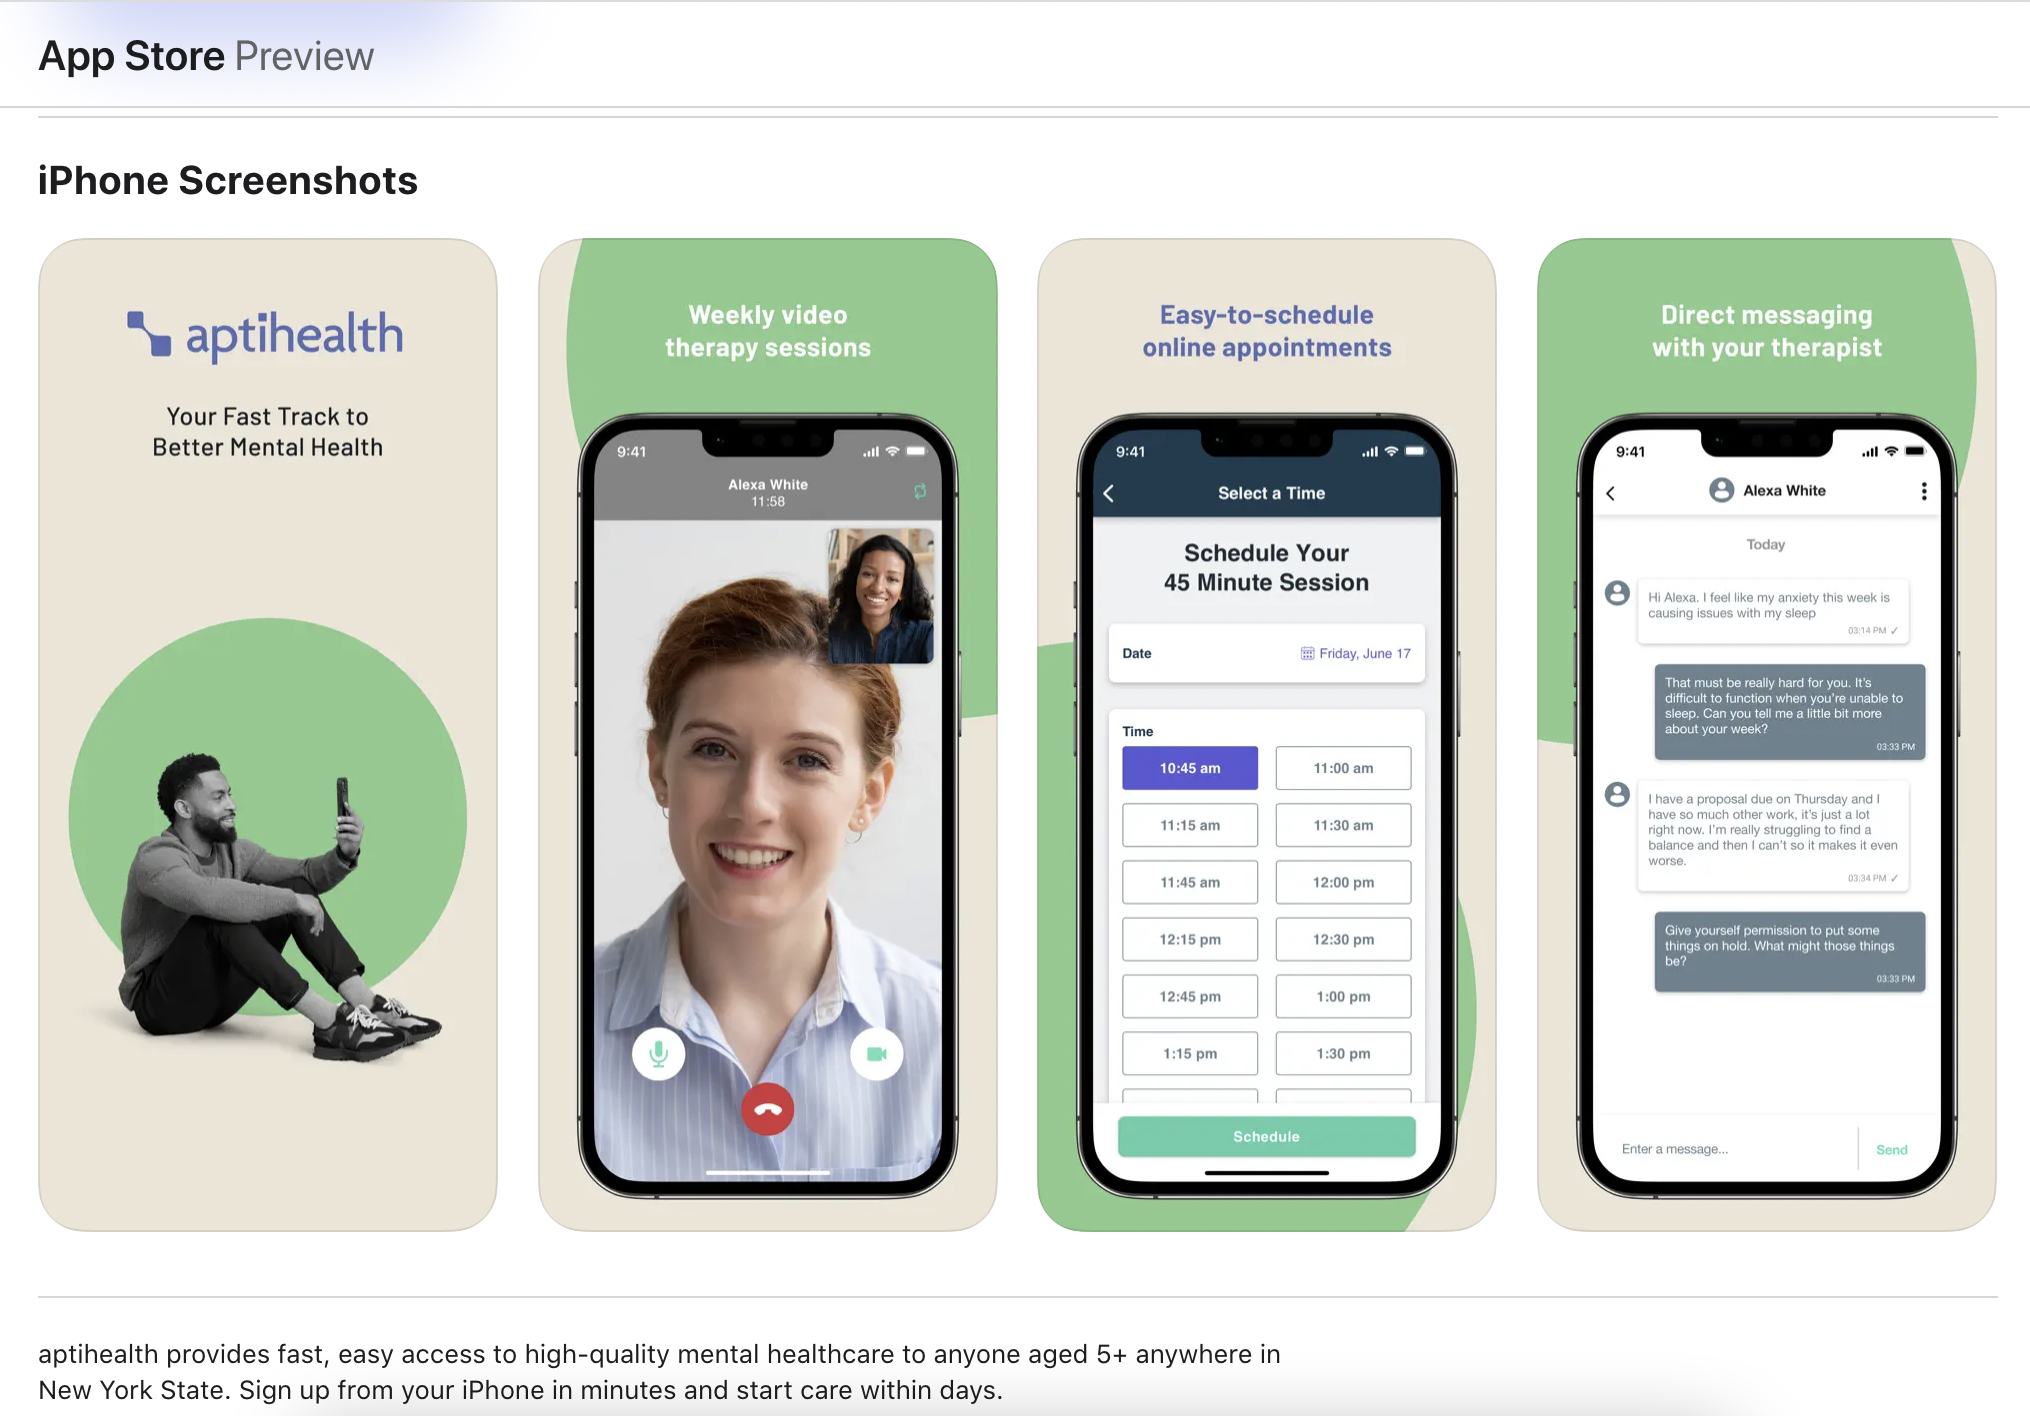 App Store Preview
iPhone Screenshots
aptihealth
Your Fast Track to
Better Mental Health
Weekly video
therapy sessions
9:41
Alexa White
11:58
Easy-to-schedule
online appointments
9:41
Select a Time
Schedule Your
45 Minute Session
Date
Friday, June 17
Time
10:45 am
11:00 am
11:15 am
11:30 am
11:45 am
12:00 pm
12:15 pm
12:30 pm
12:45 pm
1:00 pm
1:15 pm
1:30 pm
Schedule
Direct messaging
with your therapist
9:41
Alexa White
Today
Hi Alexa. I feel like my anxiety this week is
causing issues with my sleep
03:14 PM ✓
That must be really hard for you. It's
difficult to function when you're unable to
sleep. Can you tell me a little bit more
about your week?
03:33 PM
I have a proposal due on Thursday and I
have so much other work, it's just a lot
right now. I'm really struggling to find a
balance and then I can't so it makes it even
worse.
03:34 PM ✓
Give yourself permission to put some
things on hold. What might those things
be?
03:33 PM
Enter a message...
Send
aptihealth provides fast, easy access to high-quality mental healthcare to anyone aged 5+ anywhere in
New York State. Sign up from your iPhone in minutes and start care within days.